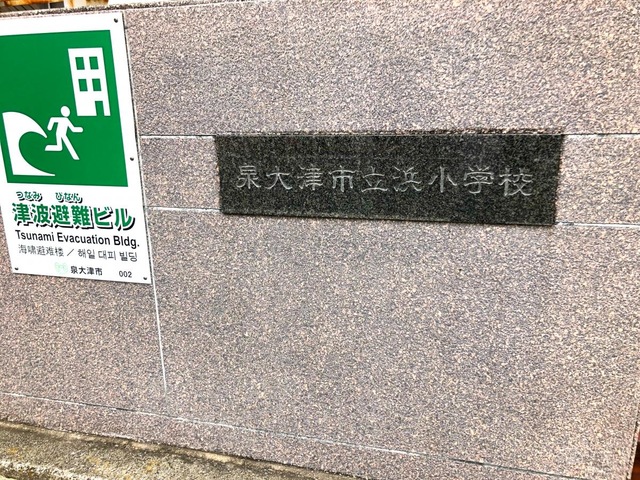 つなみ ひなん
津波避難ビル
Tsunami Evacuation Bldg.
海啸避难楼 / 해일 대피 빌딩
泉大津市 002
泉大津市立浜小学校